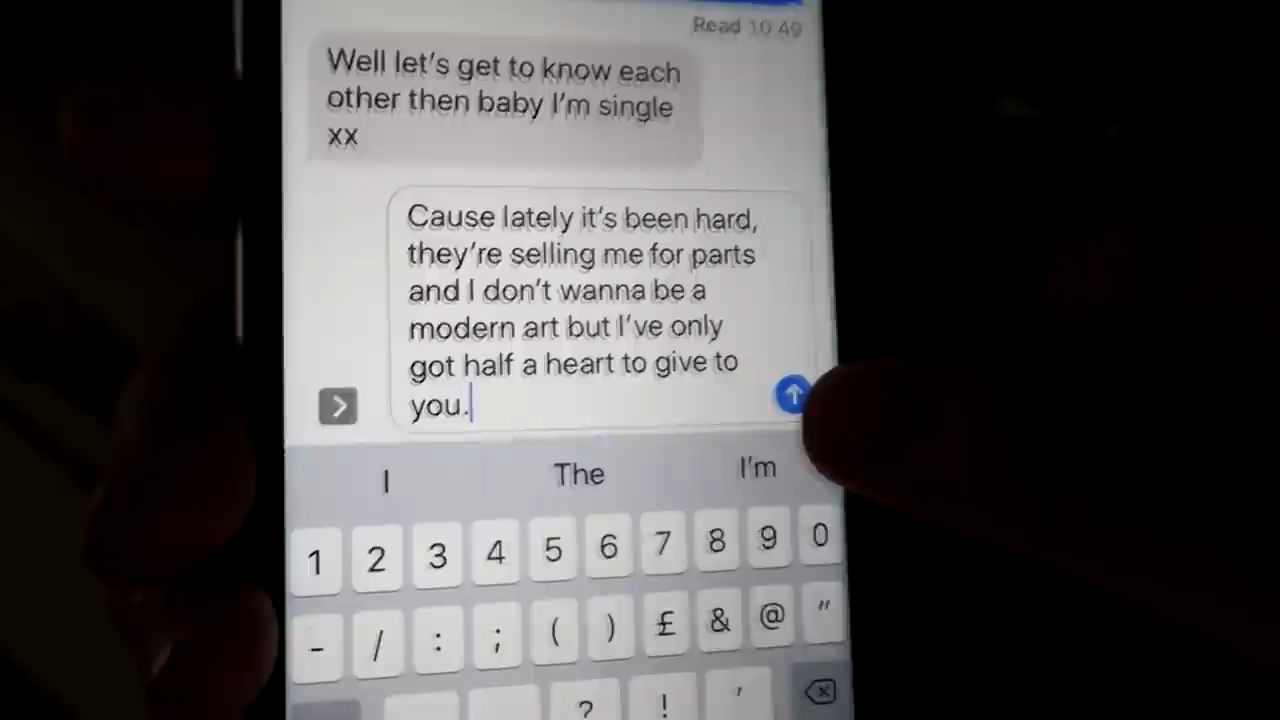 Read 10:49
Well let's get to know each
other then baby I'm single
xx
Cause lately it's been hard,
they're selling me for parts
and I don't wanna be a
modern art but I've only
got half a heart to give to
you.
I The I'm
1 2 3 4 5 6 7 8 9 0
- / : ; ( ) £ & @ "
? ! '